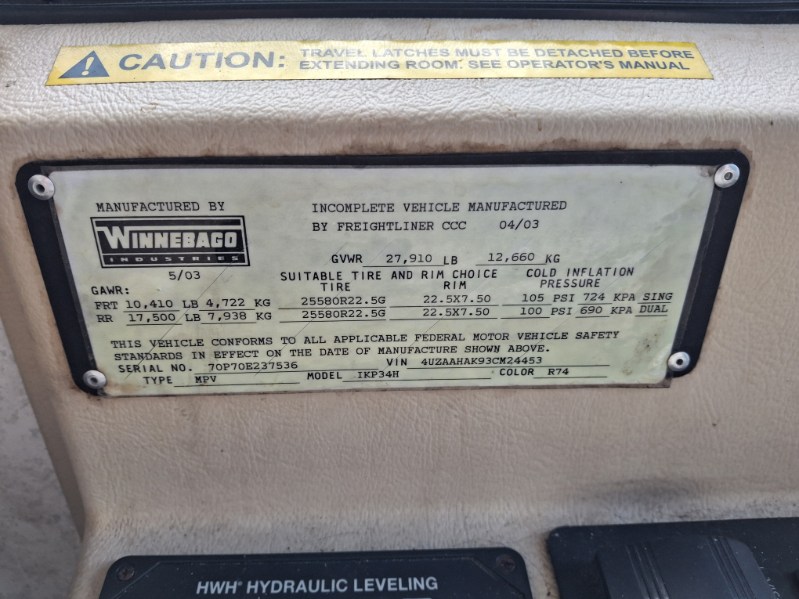 CAUTION: TRAVEL LATCHES MUST BE DETACHED BEFORE
EXTENDING ROOM. SEE OPERATOR'S MANUAL
MANUFACTURED BY
WINNEBAGO
INDUSTRIES
5/03
INCOMPLETE VEHICLE MANUFACTURED
BY FREIGHTLINER CCC 04/03
GVWR 27,910 LB 12,660 KG
GAWR:
SUITABLE TIRE AND RIM CHOICE COLD INFLATION
TIRE RIM PRESSURE
FRT 10,410 LB 4,722 KG 25580R22.5G 22.5X7.50 105 PSI 724 KPA SING
RR 17,500 LB 7,938 KG 25580R22.5G 22.5X7.50 100 PSI 690 KPA DUAL
THIS VEHICLE CONFORMS TO ALL APPLICABLE FEDERAL MOTOR VEHICLE SAFETY
STANDARDS IN EFFECT ON THE DATE OF MANUFACTURE SHOWN ABOVE.
SERIAL NO. 70P70E237536 VIN 4UZAAHAK93CM24453
TYPE MPV MODEL IKP34H COLOR R74
HWH® HYDRAULIC LEVELING